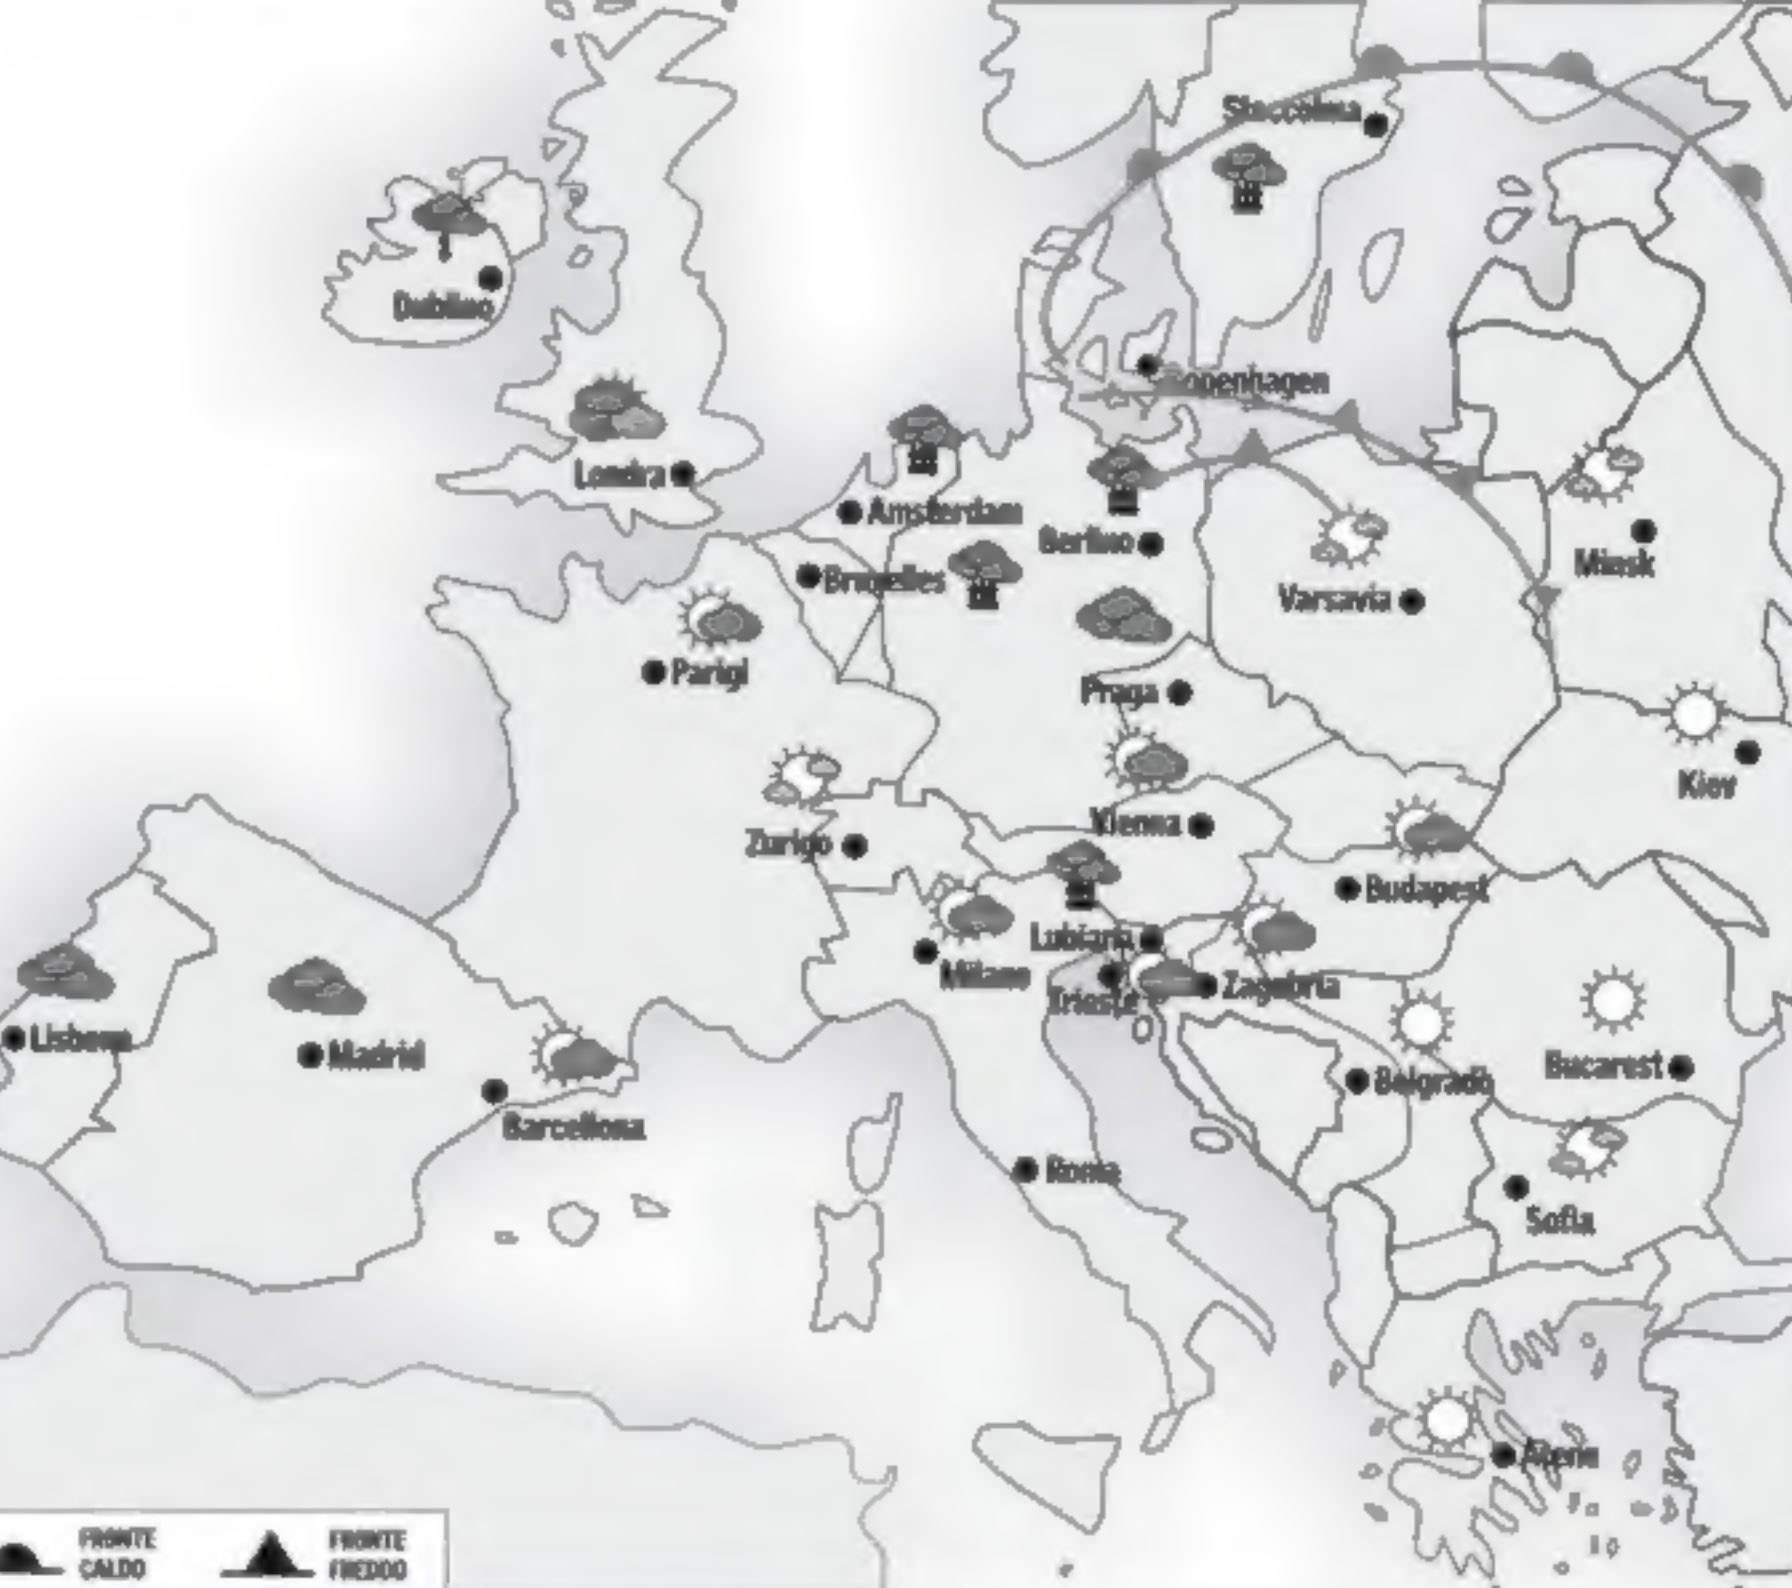 Stoccolma
Dublino
Copenhagen
Londra
Amsterdam
Berlino
Minsk
Bruxelles
Varsavia
Parigi
Praga
Kiev
Vienna
Zurigo
Budapest
Lubiana
Milano
Zagabria
Trieste
Lisbona
Madrid
Belgrado
Bucarest
Barcellona
Roma
Sofia
Atene
FRONTE
CALDO
FRONTE
FREDDO